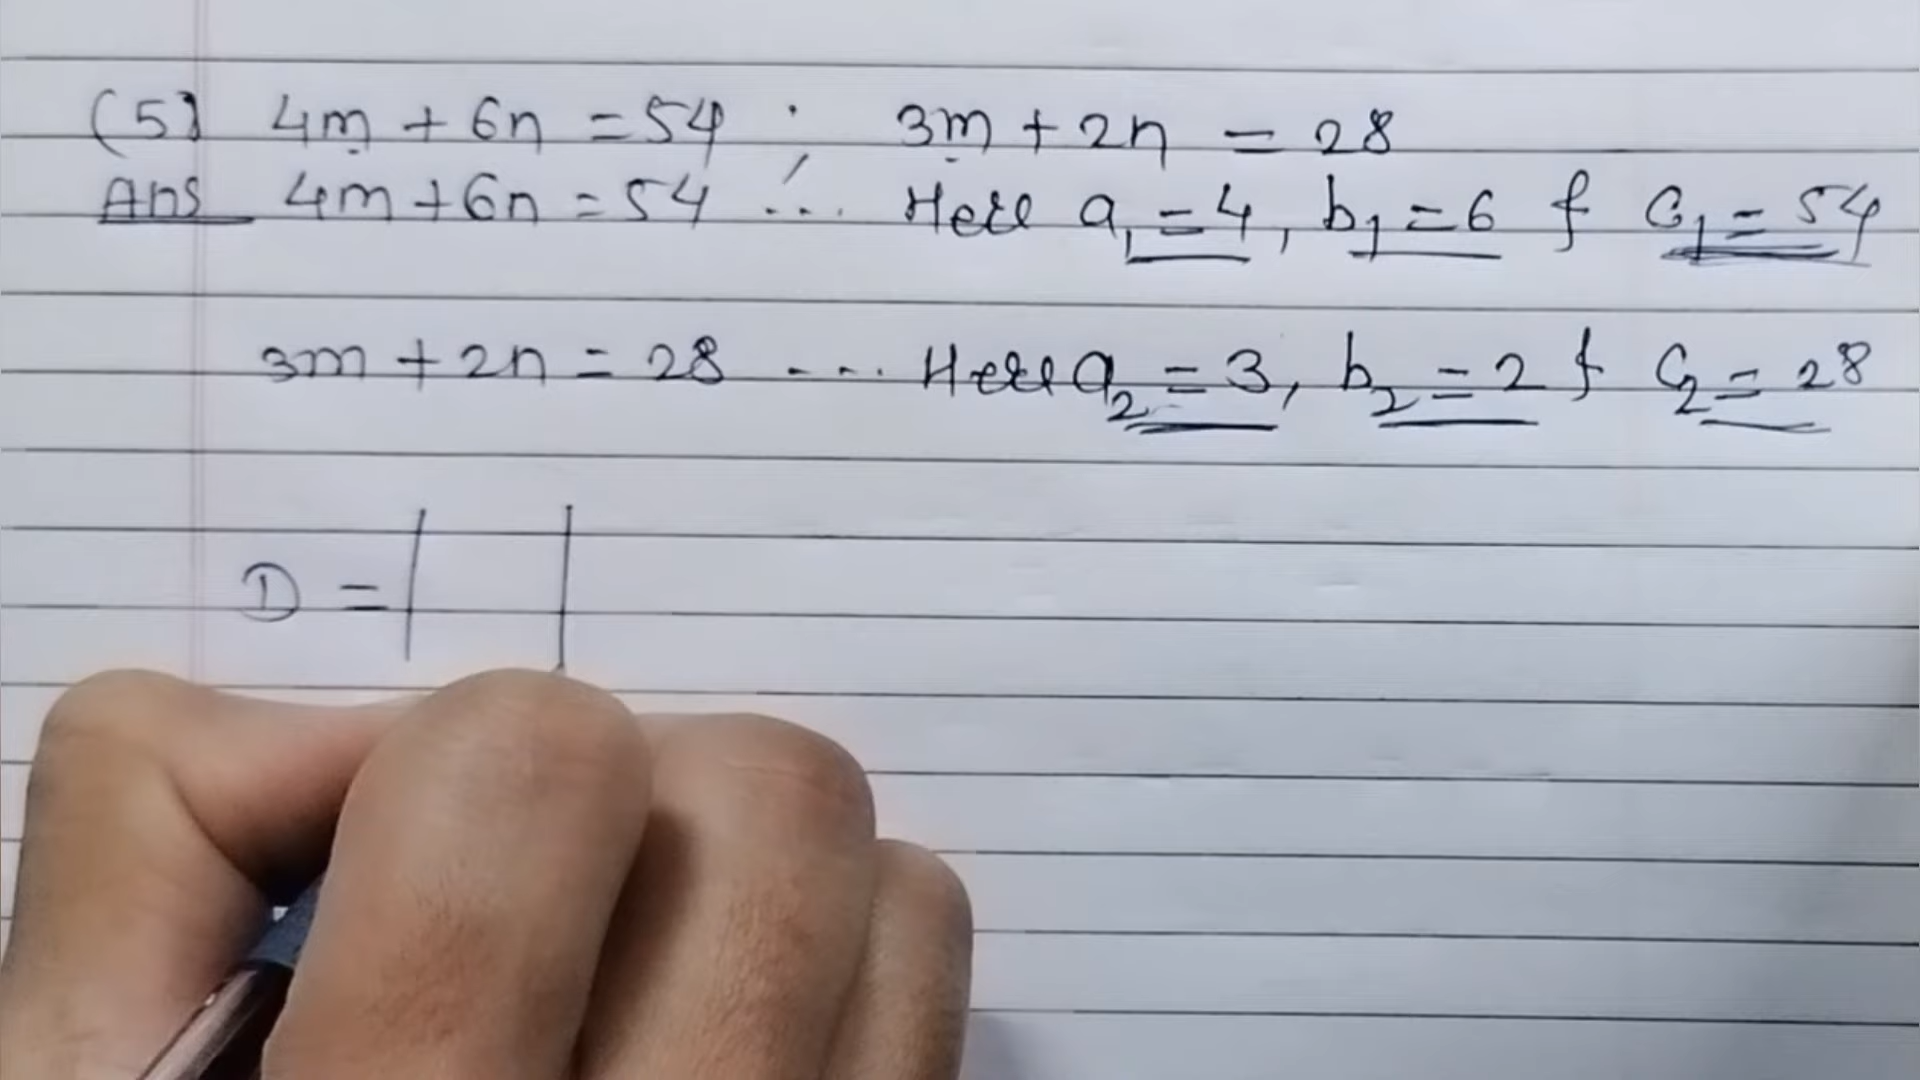 (5) 4m + 6n = 54 ; 3m + 2n = 28
Ans 4m + 6n = 54 ... Here a₁ = 4, b₁ = 6 & c₁ = 54
3m + 2n = 28 ... Here a₂ = 3, b₂ = 2 & c₂ = 28
D = | |